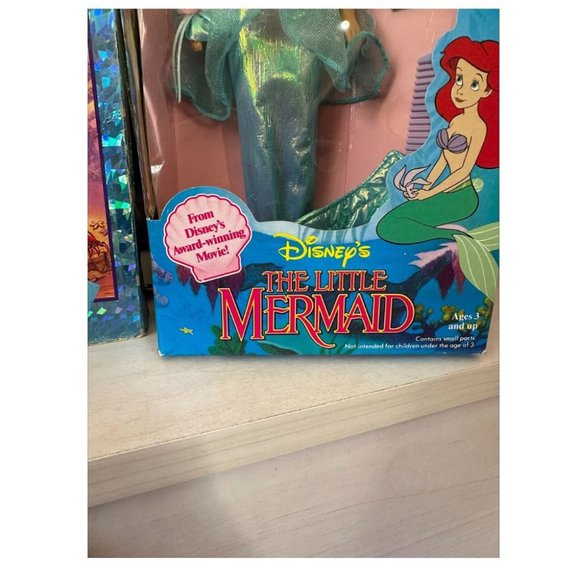 From
Disney's
Award-winning
Movie!
DISNEY'S
THE LITTLE
MERMAID
Ages 3
and up
Contains small parts.
Not intended for children under the age of 3.